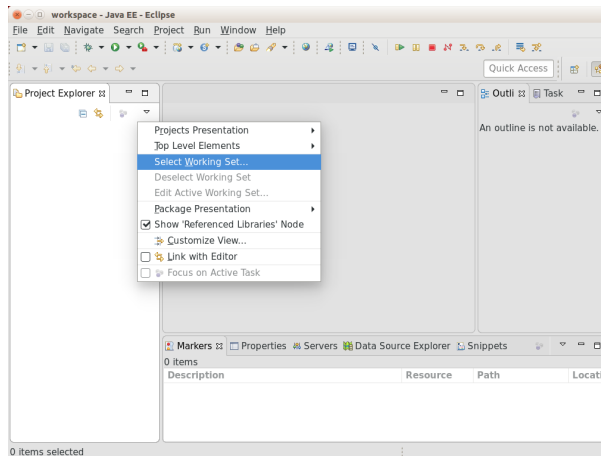 workspace - Java EE - Eclipse
File Edit Navigate Search Project Run Window Help
Quick Access
Project Explorer
Outli Task
An outline is not available.
Projects Presentation
Top Level Elements
Select Working Set...
Deselect Working Set
Edit Active Working Set...
Package Presentation
Show 'Referenced Libraries' Node
Customize View...
Link with Editor
Focus on Active Task
Markers Properties Servers Data Source Explorer Snippets
0 items
Description Resource Path Locati
0 items selected